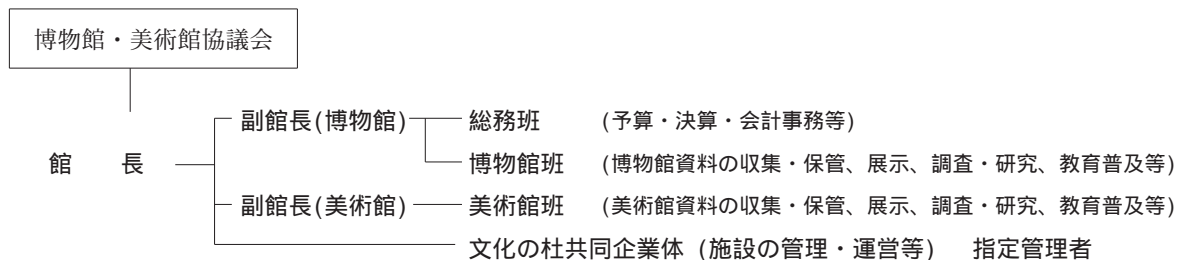 博物館・美術館協議会
副館長(博物館) 総務班 (予算・決算・会計事務等)
館 長 博物館班 (博物館資料の収集・保管、展示、調査・研究、教育普及等)
副館長(美術館) 美術館班 (美術館資料の収集・保管、展示、調査・研究、教育普及等)
文化の杜共同企業体 (施設の管理・運営等) 指定管理者